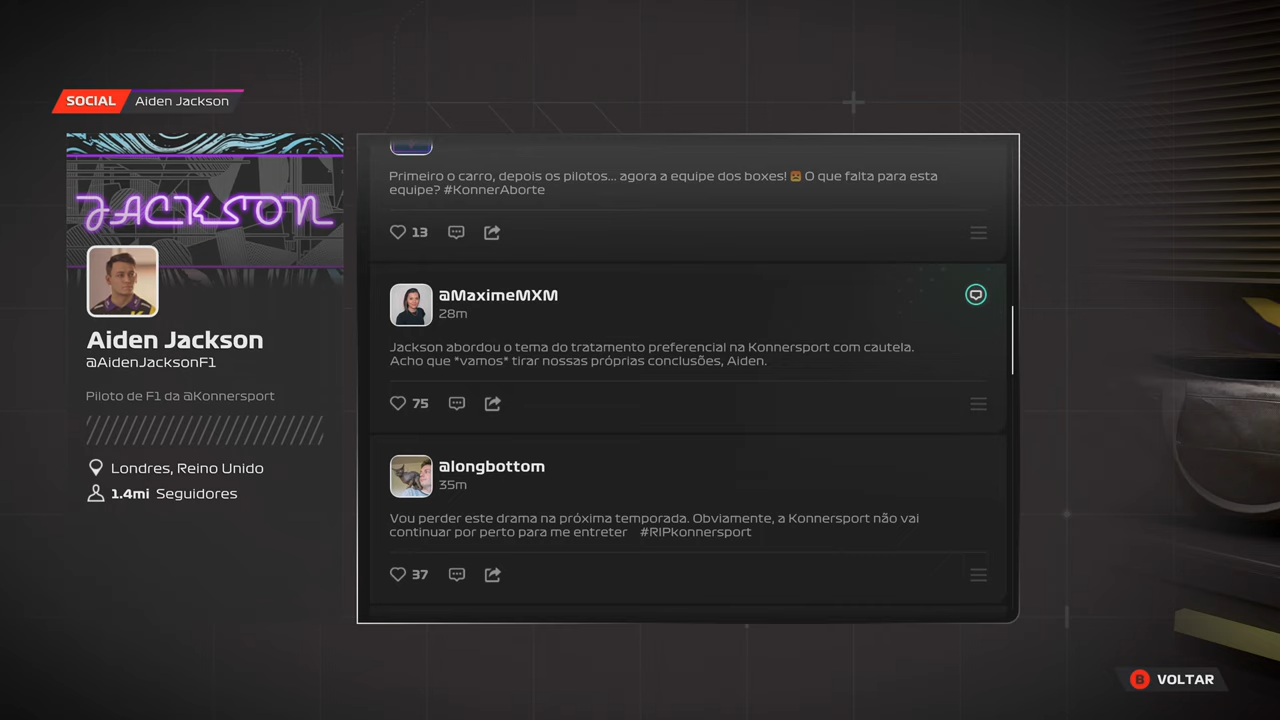 SOCIAL Aiden Jackson
JACKSON
Aiden Jackson
@AidenJacksonF1
Piloto de F1 da @Konnersport
Londres, Reino Unido
1.4mi Seguidores
Primeiro o carro, depois os pilotos... agora a equipe dos boxes! O que falta para esta
equipe? #KonnerAborte
13
@MaximeMXM
28m
Jackson abordou o tema do tratamento preferencial na Konnersport com cautela.
Acho que *vamos* tirar nossas próprias conclusões, Aiden.
75
@longbottom
35m
Vou perder este drama na próxima temporada. Obviamente, a Konnersport não vai
continuar por perto para me entreter #RIPkonnersport
37
B VOLTAR